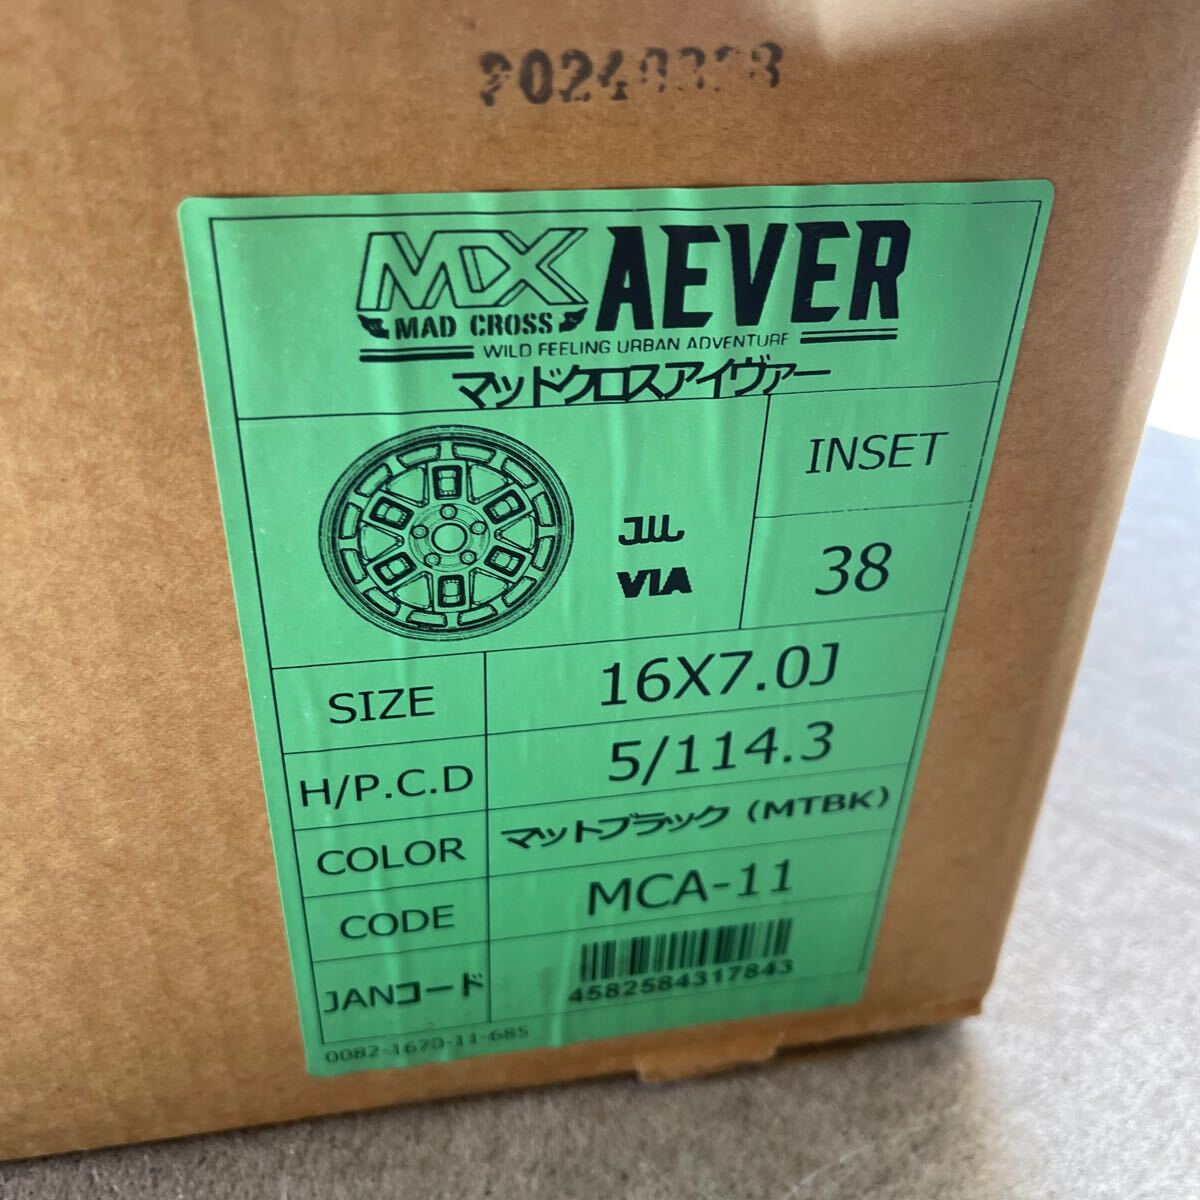 MX AEVER
MAD CROSS
WILD FEELING URBAN ADVENTURE
マッドクロスアイヴァー
INSET
JWL
VIA
38
SIZE 16X7.0J
H/P.C.D 5/114.3
COLOR マットブラック (MTBK)
CODE MCA-11
JANコード 4582584317843
0082-1670-11-685